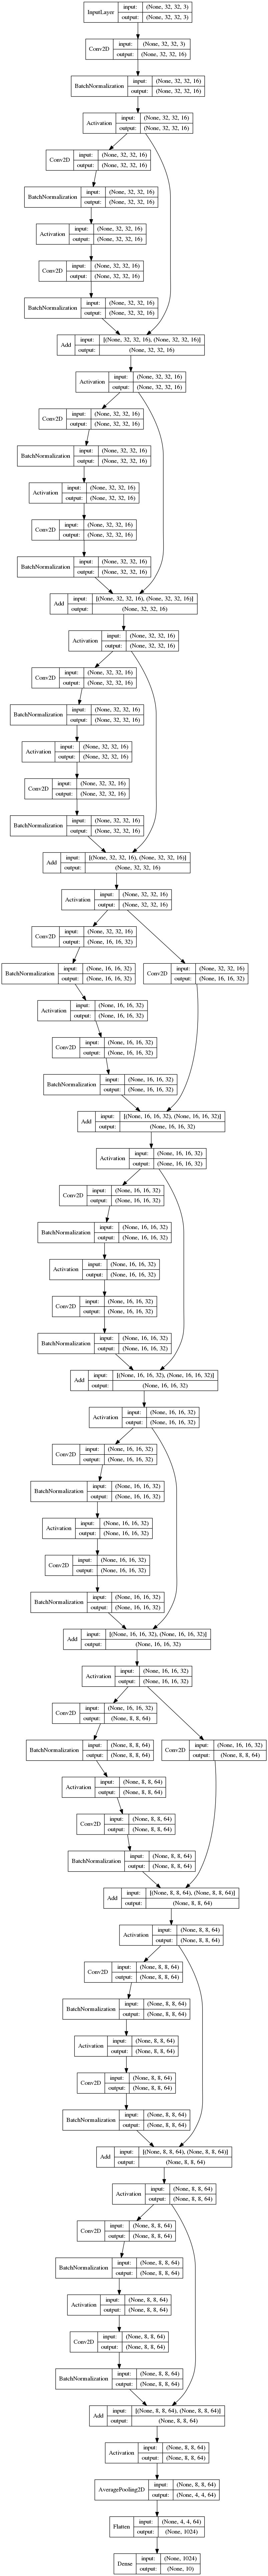 InputLayer
input: (None, 32, 32, 3)
output: (None, 32, 32, 3)
Conv2D
input: (None, 32, 32, 3)
output: (None, 32, 32, 16)
BatchNormalization
input: (None, 32, 32, 16)
output: (None, 32, 32, 16)
Activation
input: (None, 32, 32, 16)
output: (None, 32, 32, 16)
Conv2D
input: (None, 32, 32, 16)
output: (None, 32, 32, 16)
BatchNormalization
input: (None, 32, 32, 16)
output: (None, 32, 32, 16)
Activation
input: (None, 32, 32, 16)
output: (None, 32, 32, 16)
Conv2D
input: (None, 32, 32, 16)
output: (None, 32, 32, 16)
BatchNormalization
input: (None, 32, 32, 16)
output: (None, 32, 32, 16)
Add
input: [(None, 32, 32, 16), (None, 32, 32, 16)]
output: (None, 32, 32, 16)
Activation
input: (None, 32, 32, 16)
output: (None, 32, 32, 16)
Conv2D
input: (None, 32, 32, 16)
output: (None, 32, 32, 16)
BatchNormalization
input: (None, 32, 32, 16)
output: (None, 32, 32, 16)
Activation
input: (None, 32, 32, 16)
output: (None, 32, 32, 16)
Conv2D
input: (None, 32, 32, 16)
output: (None, 32, 32, 16)
BatchNormalization
input: (None, 32, 32, 16)
output: (None, 32, 32, 16)
Add
input: [(None, 32, 32, 16), (None, 32, 32, 16)]
output: (None, 32, 32, 16)
Activation
input: (None, 32, 32, 16)
output: (None, 32, 32, 16)
Conv2D
input: (None, 32, 32, 16)
output: (None, 32, 32, 16)
BatchNormalization
input: (None, 32, 32, 16)
output: (None, 32, 32, 16)
Activation
input: (None, 32, 32, 16)
output: (None, 32, 32, 16)
Conv2D
input: (None, 32, 32, 16)
output: (None, 32, 32, 16)
BatchNormalization
input: (None, 32, 32, 16)
output: (None, 32, 32, 16)
Add
input: [(None, 32, 32, 16), (None, 32, 32, 16)]
output: (None, 32, 32, 16)
Activation
input: (None, 32, 32, 16)
output: (None, 32, 32, 16)
Conv2D
input: (None, 32, 32, 16)
output: (None, 16, 16, 32)
BatchNormalization
input: (None, 16, 16, 32)
output: (None, 16, 16, 32)
Conv2D
input: (None, 32, 32, 16)
output: (None, 16, 16, 32)
Activation
input: (None, 16, 16, 32)
output: (None, 16, 16, 32)
Conv2D
input: (None, 16, 16, 32)
output: (None, 16, 16, 32)
BatchNormalization
input: (None, 16, 16, 32)
output: (None, 16, 16, 32)
Add
input: [(None, 16, 16, 32), (None, 16, 16, 32)]
output: (None, 16, 16, 32)
Activation
input: (None, 16, 16, 32)
output: (None, 16, 16, 32)
Conv2D
input: (None, 16, 16, 32)
output: (None, 16, 16, 32)
BatchNormalization
input: (None, 16, 16, 32)
output: (None, 16, 16, 32)
Activation
input: (None, 16, 16, 32)
output: (None, 16, 16, 32)
Conv2D
input: (None, 16, 16, 32)
output: (None, 16, 16, 32)
BatchNormalization
input: (None, 16, 16, 32)
output: (None, 16, 16, 32)
Add
input: [(None, 16, 16, 32), (None, 16, 16, 32)]
output: (None, 16, 16, 32)
Activation
input: (None, 16, 16, 32)
output: (None, 16, 16, 32)
Conv2D
input: (None, 16, 16, 32)
output: (None, 16, 16, 32)
BatchNormalization
input: (None, 16, 16, 32)
output: (None, 16, 16, 32)
Activation
input: (None, 16, 16, 32)
output: (None, 16, 16, 32)
Conv2D
input: (None, 16, 16, 32)
output: (None, 16, 16, 32)
BatchNormalization
input: (None, 16, 16, 32)
output: (None, 16, 16, 32)
Add
input: [(None, 16, 16, 32), (None, 16, 16, 32)]
output: (None, 16, 16, 32)
Activation
input: (None, 16, 16, 32)
output: (None, 16, 16, 32)
Conv2D
input: (None, 16, 16, 32)
output: (None, 8, 8, 64)
BatchNormalization
input: (None, 8, 8, 64)
output: (None, 8, 8, 64)
Conv2D
input: (None, 16, 16, 32)
output: (None, 8, 8, 64)
Activation
input: (None, 8, 8, 64)
output: (None, 8, 8, 64)
Conv2D
input: (None, 8, 8, 64)
output: (None, 8, 8, 64)
BatchNormalization
input: (None, 8, 8, 64)
output: (None, 8, 8, 64)
Add
input: [(None, 8, 8, 64), (None, 8, 8, 64)]
output: (None, 8, 8, 64)
Activation
input: (None, 8, 8, 64)
output: (None, 8, 8, 64)
Conv2D
input: (None, 8, 8, 64)
output: (None, 8, 8, 64)
BatchNormalization
input: (None, 8, 8, 64)
output: (None, 8, 8, 64)
Activation
input: (None, 8, 8, 64)
output: (None, 8, 8, 64)
Conv2D
input: (None, 8, 8, 64)
output: (None, 8, 8, 64)
BatchNormalization
input: (None, 8, 8, 64)
output: (None, 8, 8, 64)
Add
input: [(None, 8, 8, 64), (None, 8, 8, 64)]
output: (None, 8, 8, 64)
Activation
input: (None, 8, 8, 64)
output: (None, 8, 8, 64)
Conv2D
input: (None, 8, 8, 64)
output: (None, 8, 8, 64)
BatchNormalization
input: (None, 8, 8, 64)
output: (None, 8, 8, 64)
Activation
input: (None, 8, 8, 64)
output: (None, 8, 8, 64)
Conv2D
input: (None, 8, 8, 64)
output: (None, 8, 8, 64)
BatchNormalization
input: (None, 8, 8, 64)
output: (None, 8, 8, 64)
Add
input: [(None, 8, 8, 64), (None, 8, 8, 64)]
output: (None, 8, 8, 64)
Activation
input: (None, 8, 8, 64)
output: (None, 8, 8, 64)
AveragePooling2D
input: (None, 8, 8, 64)
output: (None, 4, 4, 64)
Flatten
input: (None, 4, 4, 64)
output: (None, 1024)
Dense
input: (None, 1024)
output: (None, 10)